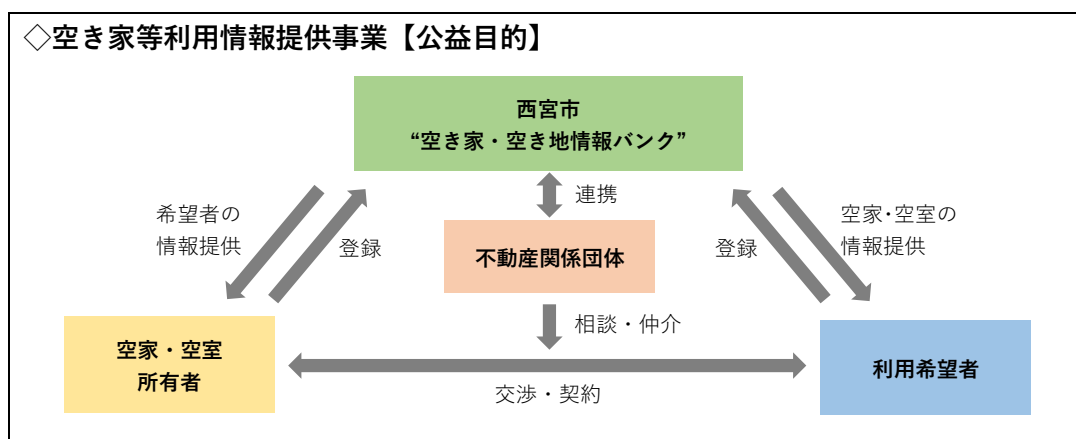 ◇空き家等利用情報提供事業【公益目的】
西宮市
“空き家・空き地情報バンク”
希望者の
情報提供
登録
連携
不動産関係団体
登録
空家･空室の
情報提供
相談・仲介
空家・空室
所有者
交渉・契約
利用希望者